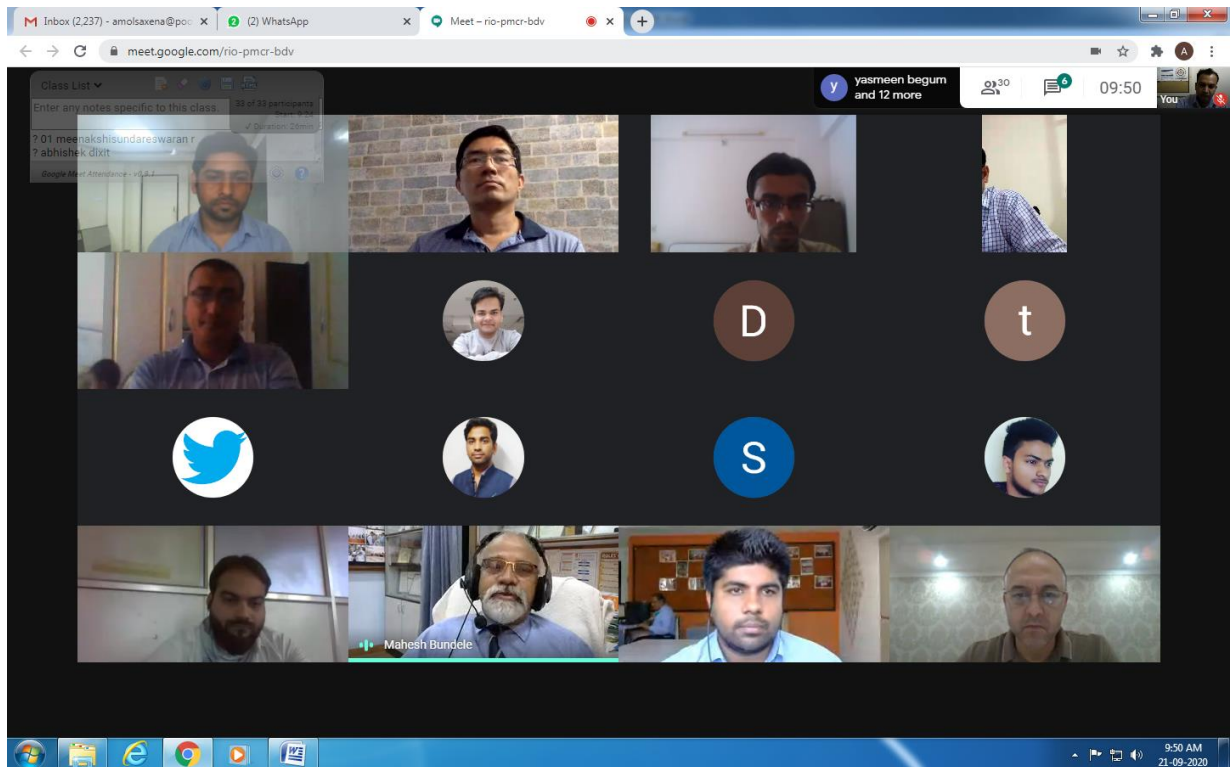 Inbox (2,237) - amolsaxena@poo
(2) WhatsApp
Meet – rio-pmcr-bdv
meet.google.com/rio-pmcr-bdv
A
Class List
Enter any notes specific to this class.
33 of 33 participants
Duration: 26min
? 01 meenakshisundareswaran r
? abhishek dixit
Google Meet Attendance
y
yasmeen begum
and 12 more
30
6
09:50
You
D
t
S
Mahesh Bundele
9:50 AM
21-09-2020